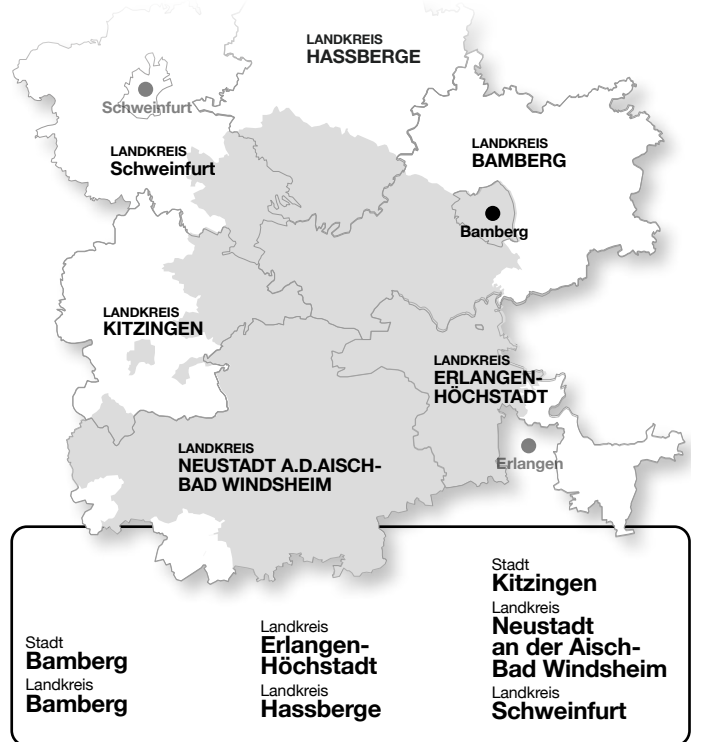 LANDKREIS
HASSBERGE
Schweinfurt
LANDKREIS
Schweinfurt
LANDKREIS
BAMBERG
Bamberg
LANDKREIS
KITZINGEN
LANDKREIS
ERLANGEN-
HÖCHSTADT
LANDKREIS
NEUSTADT A.D.AISCH-
BAD WINDSHEIM
Erlangen
Stadt
Bamberg
Landkreis
Bamberg
Landkreis
Erlangen-
Höchstadt
Landkreis
Hassberge
Stadt
Kitzingen
Landkreis
Neustadt
an der Aisch-
Bad Windsheim
Landkreis
Schweinfurt